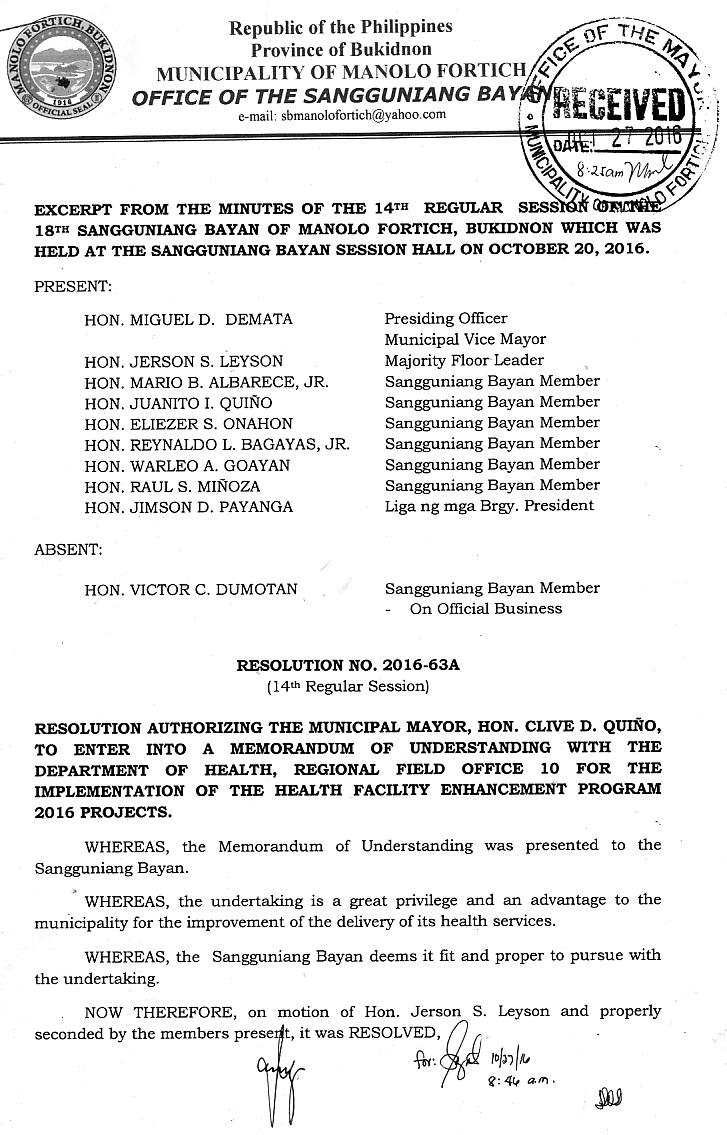 Republic of the Philippines
Province of Bukidnon
MUNICIPALITY OF MANOLO FORTICH
OFFICE OF THE SANGGUNIANG BAYAN
e-mail: sbmanolofortich@yahoo.com
MANOLO FORTICH, BUKIDNON
1916
OFFICIAL SEAL
OFFICE OF THE MAYOR
RECEIVED
DATE: OCT 27 2016
8:25am
MUNICIPALITY OF MANOLO FORTICH
EXCERPT FROM THE MINUTES OF THE 14TH REGULAR SESSION OF THE
18TH SANGGUNIANG BAYAN OF MANOLO FORTICH, BUKIDNON WHICH WAS
HELD AT THE SANGGUNIANG BAYAN SESSION HALL ON OCTOBER 20, 2016.
PRESENT:
HON. MIGUEL D. DEMATA Presiding Officer
Municipal Vice Mayor
HON. JERSON S. LEYSON Majority Floor Leader
HON. MARIO B. ALBARECE, JR. Sangguniang Bayan Member
HON. JUANITO I. QUIÑO Sangguniang Bayan Member
HON. ELIEZER S. ONAHON Sangguniang Bayan Member
HON. REYNALDO L. BAGAYAS, JR. Sangguniang Bayan Member
HON. WARLEO A. GOAYAN Sangguniang Bayan Member
HON. RAUL S. MIÑOZA Sangguniang Bayan Member
HON. JIMSON D. PAYANGA Liga ng mga Brgy. President
ABSENT:
HON. VICTOR C. DUMOTAN Sangguniang Bayan Member
- On Official Business
RESOLUTION NO. 2016-63A
(14th Regular Session)
RESOLUTION AUTHORIZING THE MUNICIPAL MAYOR, HON. CLIVE D. QUIÑO,
TO ENTER INTO A MEMORANDUM OF UNDERSTANDING WITH THE
DEPARTMENT OF HEALTH, REGIONAL FIELD OFFICE 10 FOR THE
IMPLEMENTATION OF THE HEALTH FACILITY ENHANCEMENT PROGRAM
2016 PROJECTS.
WHEREAS, the Memorandum of Understanding was presented to the
Sangguniang Bayan.
WHEREAS, the undertaking is a great privilege and an advantage to the
municipality for the improvement of the delivery of its health services.
WHEREAS, the Sangguniang Bayan deems it fit and proper to pursue with
the undertaking.
NOW THEREFORE, on motion of Hon. Jerson S. Leyson and properly
seconded by the members present, it was RESOLVED,
for: 10/27/16
8:46 am.